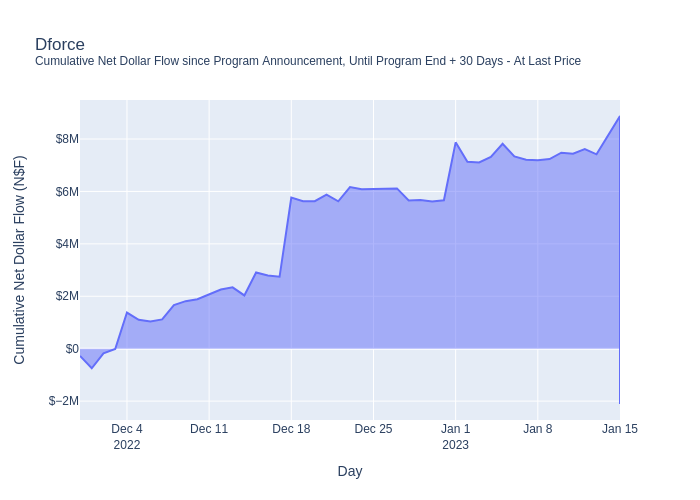 Dforce
Cumulative Net Dollar Flow since Program Announcement, Until Program End + 30 Days - At Last Price
Cumulative Net Dollar Flow (N$F)
$8M
$6M
$4M
$2M
$0
$−2M
Dec 4 Dec 11 Dec 18 Dec 25 Jan 1 Jan 8 Jan 15
2022 2023
Day